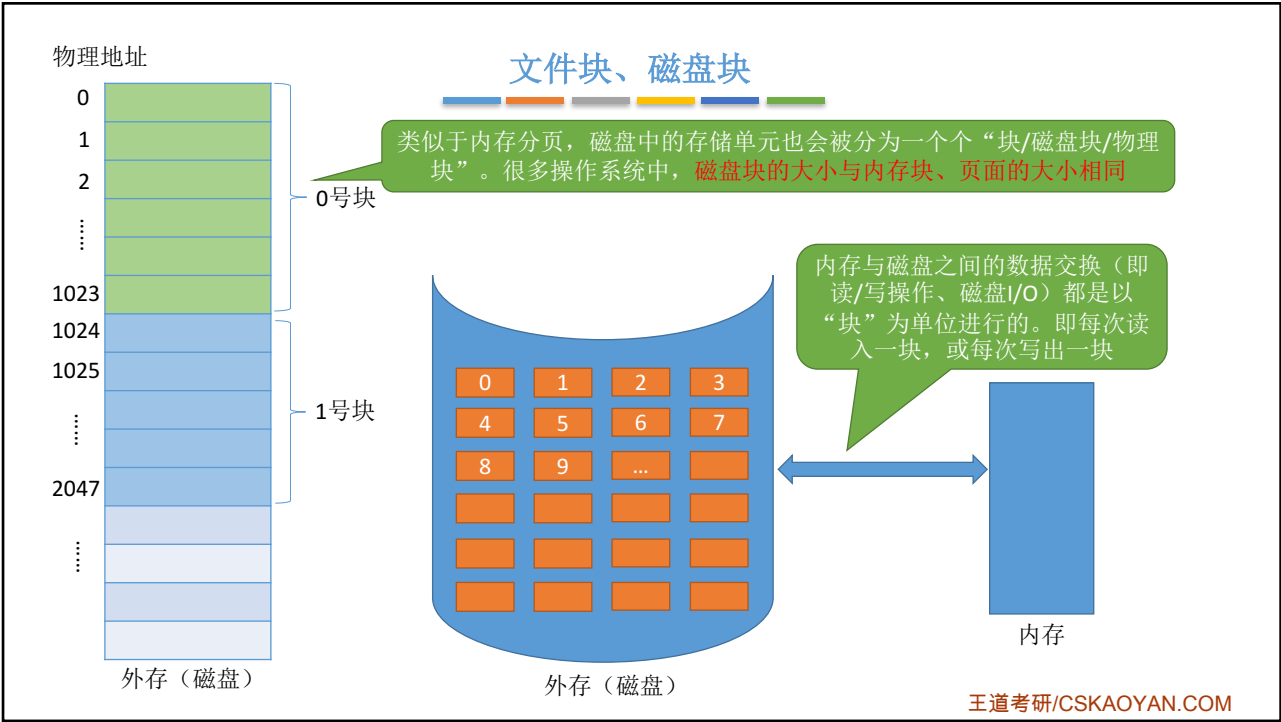 文件块、磁盘块
物理地址
0
1
2
……
1023
1024
1025
……
2047
……
0号块
1号块
外存（磁盘）
类似于内存分页，磁盘中的存储单元也会被分为一个个“块/磁盘块/物理
块”。很多操作系统中，磁盘块的大小与内存块、页面的大小相同
内存与磁盘之间的数据交换（即
读/写操作、磁盘I/O）都是以
“块”为单位进行的。即每次读
入一块，或每次写出一块
0 1 2 3
4 5 6 7
8 9 …
外存（磁盘）
内存
王道考研/CSKAOYAN.COM